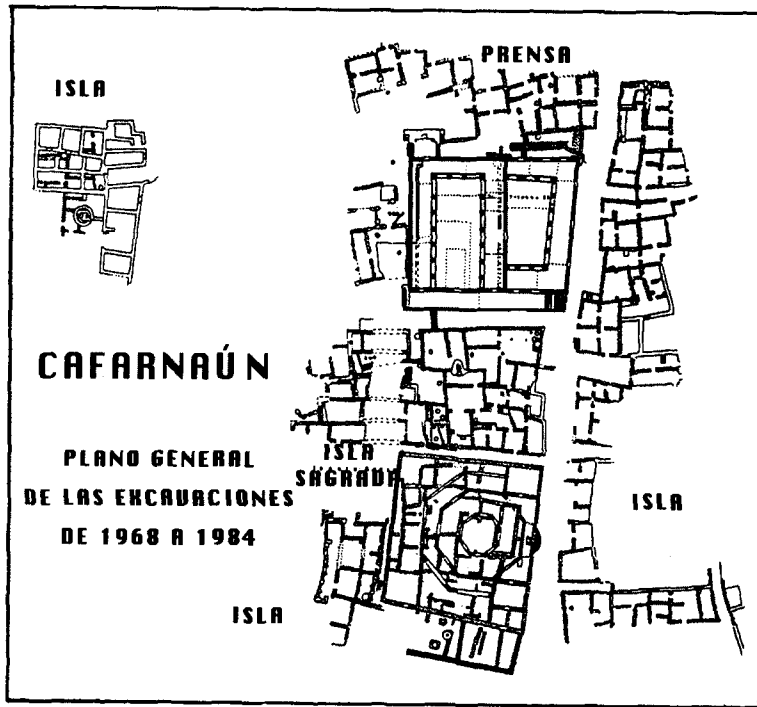 PRENSA
ISLA
CAFARNAÚN
PLANO GENERAL
DE LAS EXCAVACIONES
DE 1968 A 1984
ISLA
SAGRADA
ISLA
ISLA